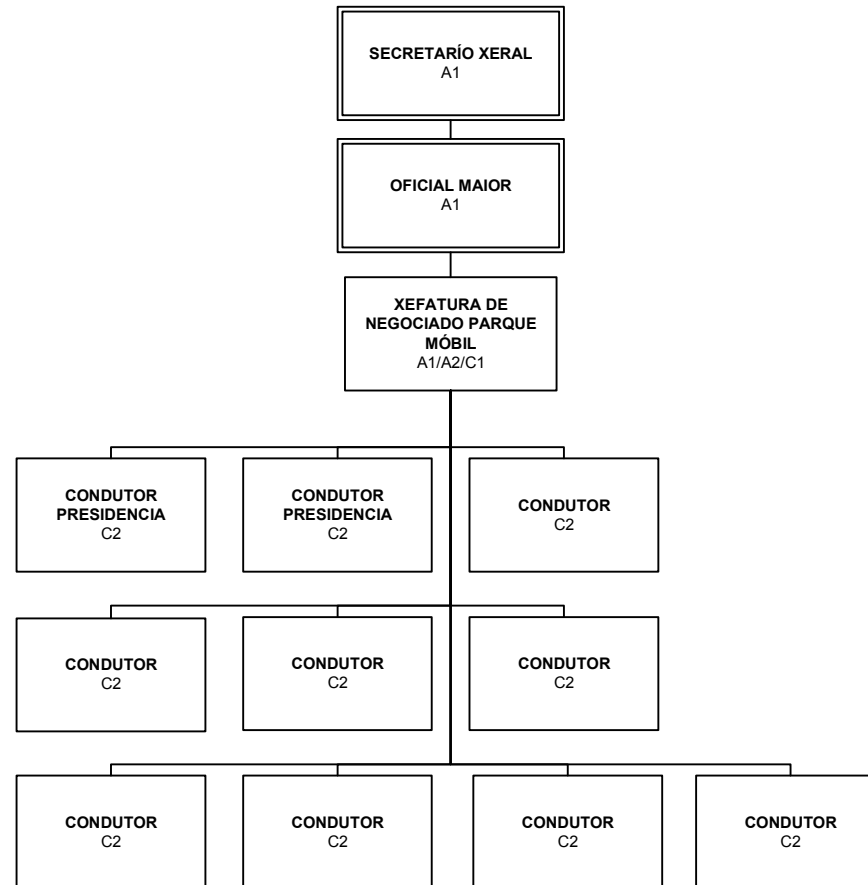 SECRETARÍO XERAL
A1
OFICIAL MAIOR
A1
XEFATURA DE
NEGOCIADO PARQUE
MÓBIL
A1/A2/C1
CONDUTOR
PRESIDENCIA
C2
CONDUTOR
PRESIDENCIA
C2
CONDUTOR
C2
CONDUTOR
C2
CONDUTOR
C2
CONDUTOR
C2
CONDUTOR
C2
CONDUTOR
C2
CONDUTOR
C2
CONDUTOR
C2